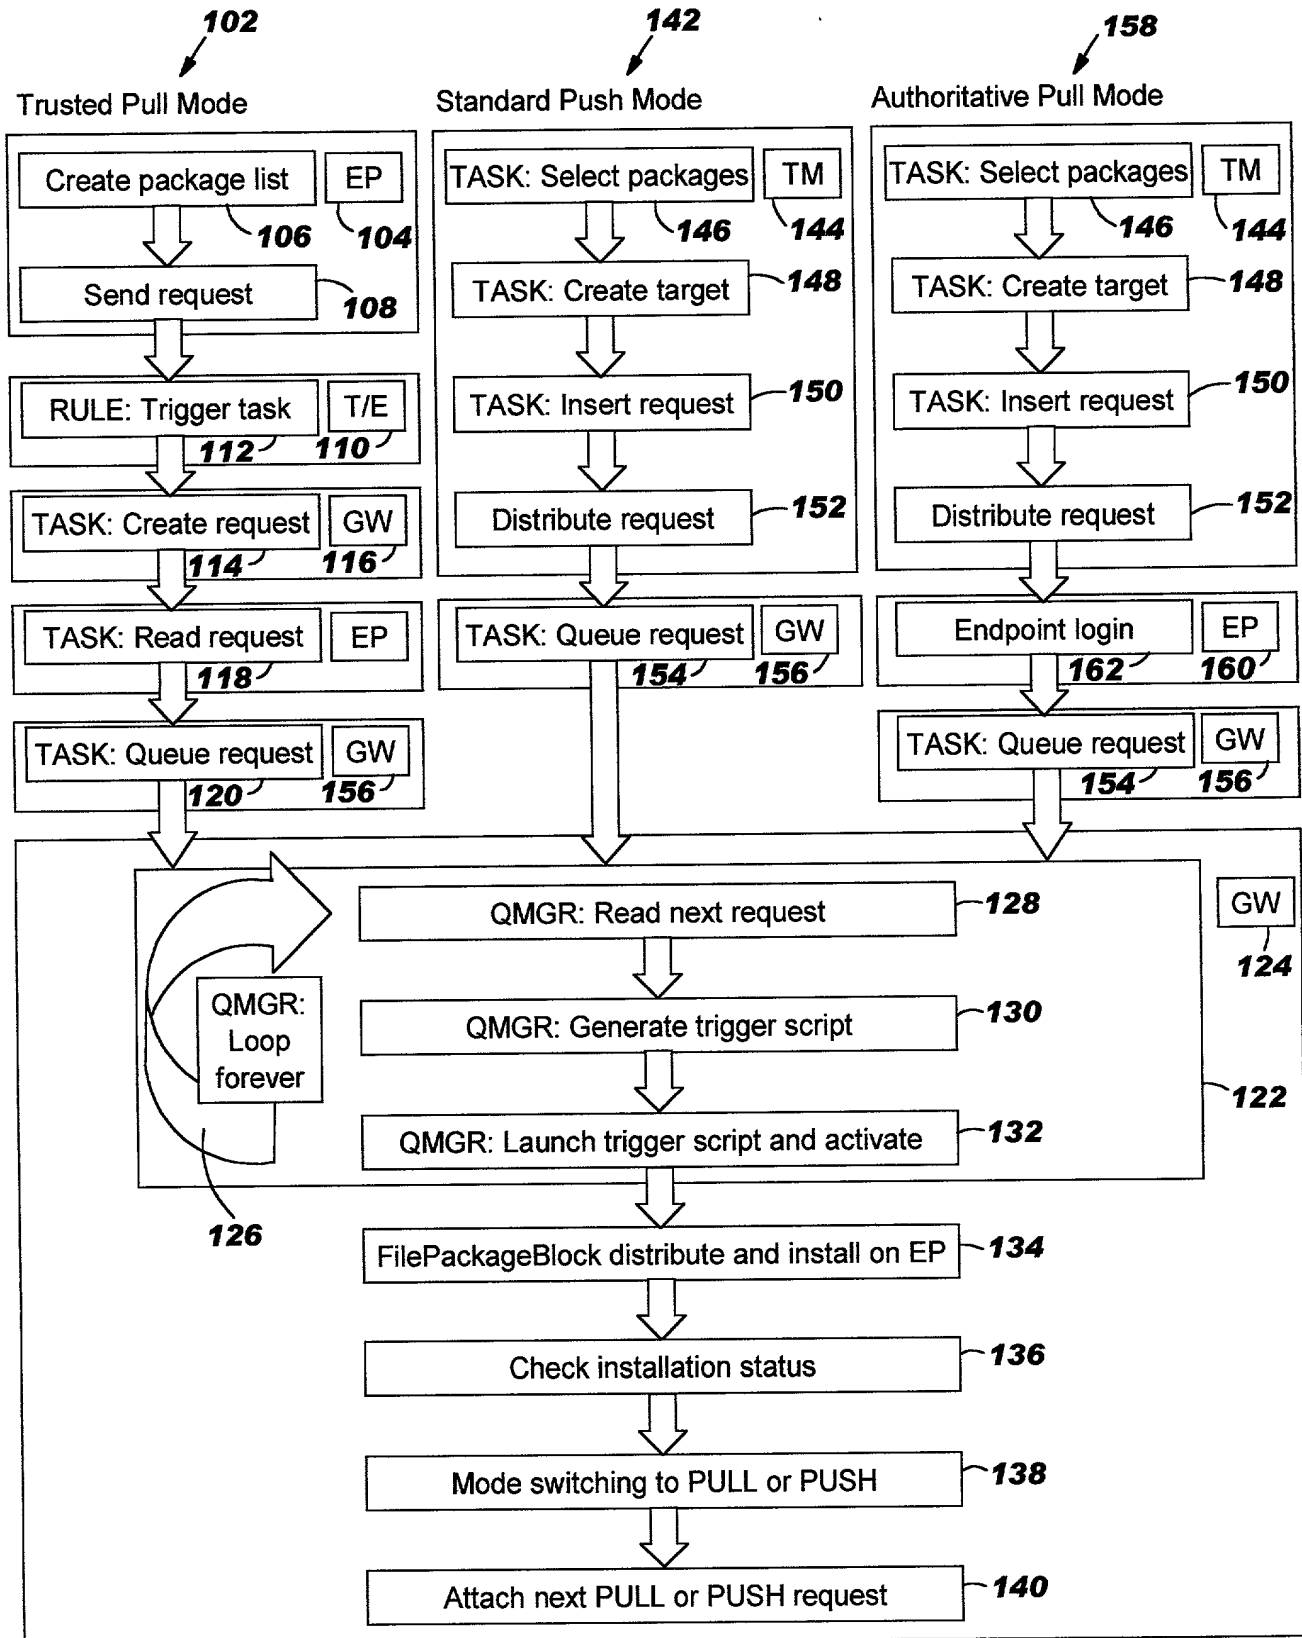 102
142
158
Trusted Pull Mode
Standard Push Mode
Authoritative Pull Mode
Create package list
EP
106
104
Send request
108
RULE: Trigger task
T/E
112
110
TASK: Create request
GW
114
116
TASK: Read request
EP
118
TASK: Queue request
GW
120
156
TASK: Select packages
TM
146
144
TASK: Create target
148
TASK: Insert request
150
Distribute request
152
TASK: Queue request
GW
154
156
TASK: Select packages
TM
146
144
TASK: Create target
148
TASK: Insert request
150
Distribute request
152
Endpoint login
EP
162
160
TASK: Queue request
GW
154
156
QMGR: Read next request
128
GW
124
QMGR:
Loop
forever
126
QMGR: Generate trigger script
130
122
QMGR: Launch trigger script and activate
132
FilePackageBlock distribute and install on EP
134
Check installation status
136
Mode switching to PULL or PUSH
138
Attach next PULL or PUSH request
140